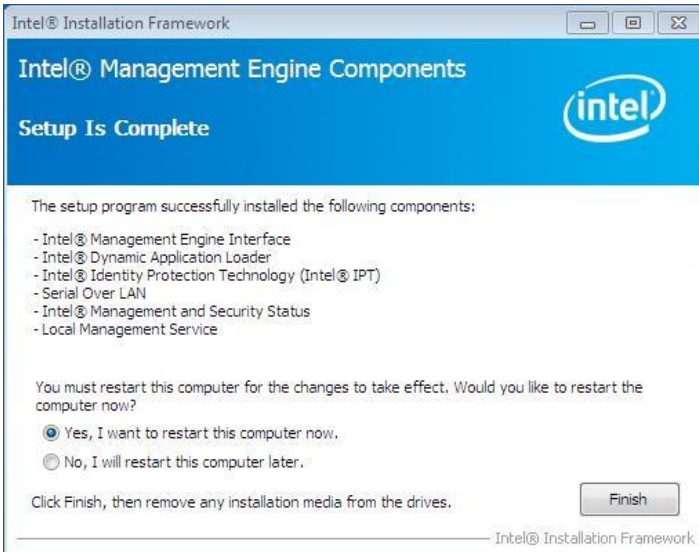 Intel® Installation Framework
Intel® Management Engine Components
intel
Setup Is Complete
The setup program successfully installed the following components:
- Intel® Management Engine Interface
- Intel® Dynamic Application Loader
- Intel® Identity Protection Technology (Intel® IPT)
- Serial Over LAN
- Intel® Management and Security Status
- Local Management Service
You must restart this computer for the changes to take effect. Would you like to restart the
computer now?
Yes, I want to restart this computer now.
No, I will restart this computer later.
Click Finish, then remove any installation media from the drives.
Finish
Intel® Installation Framework